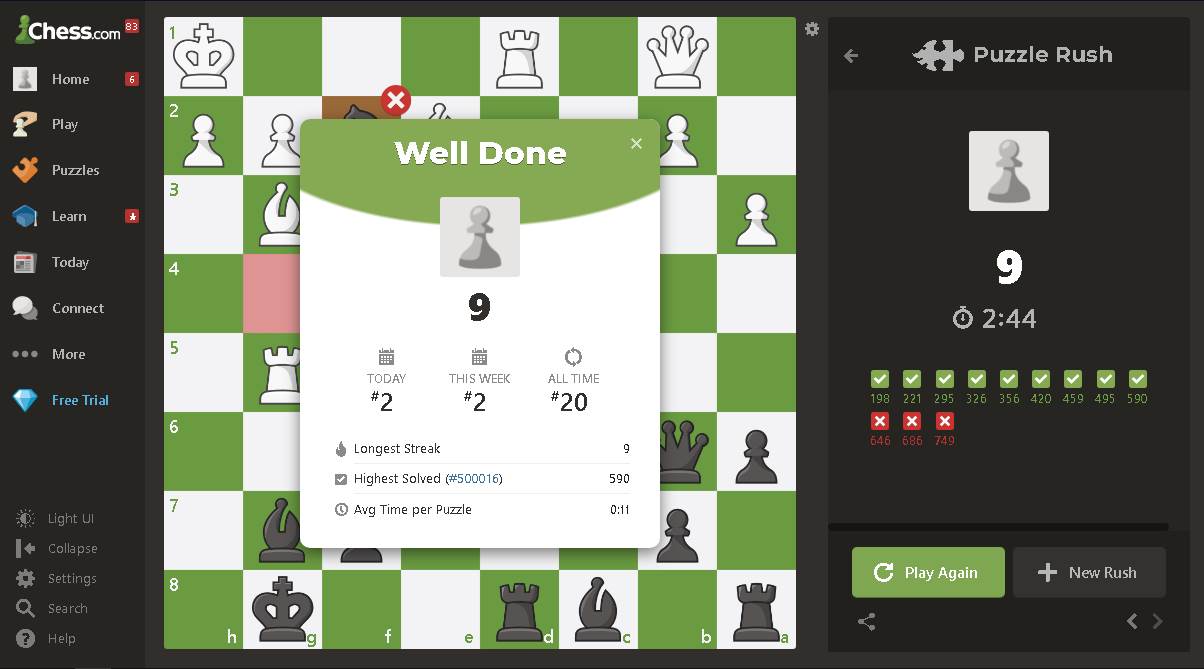 Chess.com 83
Home 6
Play
Puzzles
Learn
Today
Connect
More
Free Trial
Light UI
Collapse
Settings
Search
Help
1
2
3
4
5
6
7
8
h g f e d c b a
Well Done
×
9
TODAY THIS WEEK ALL TIME
#2 #2 #20
Longest Streak 9
Highest Solved (#500016) 590
Avg Time per Puzzle 0:11
Puzzle Rush
9
2:44
198 221 295 326 356 420 459 495 590
646 686 749
Play Again
New Rush